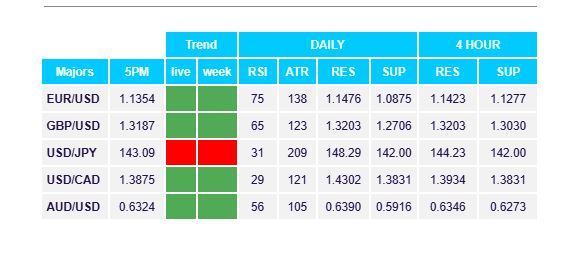 Trend DAILY 4 HOUR
Majors 5PM live week RSI ATR RES SUP RES SUP
EUR/USD 1.1354 75 138 1.1476 1.0875 1.1423 1.1277
GBP/USD 1.3187 65 123 1.3203 1.2706 1.3203 1.3030
USD/JPY 143.09 31 209 148.29 142.00 144.23 142.00
USD/CAD 1.3875 29 121 1.4302 1.3831 1.3934 1.3831
AUD/USD 0.6324 56 105 0.6390 0.5916 0.6346 0.6273